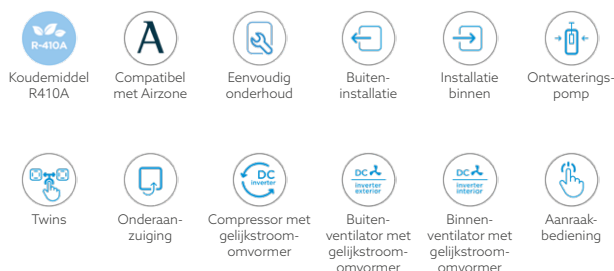 R-410A
A
Koudemiddel
R410A
Compatibel
met Airzone
Eenvoudig
onderhoud
Buiten-
installatie
Installatie
binnen
Ontwaterings-
pomp
DC
inverter
DC
inverter
exterior
DC
inverter
interior
Twins
Onderaan-
zuiging
Compressor met
gelijkstroom-
omvormer
Buiten-
ventilator met
gelijkstroom-
omvormer
Binnen-
ventilator met
gelijkstroom-
omvormer
Aanraak-
bediening